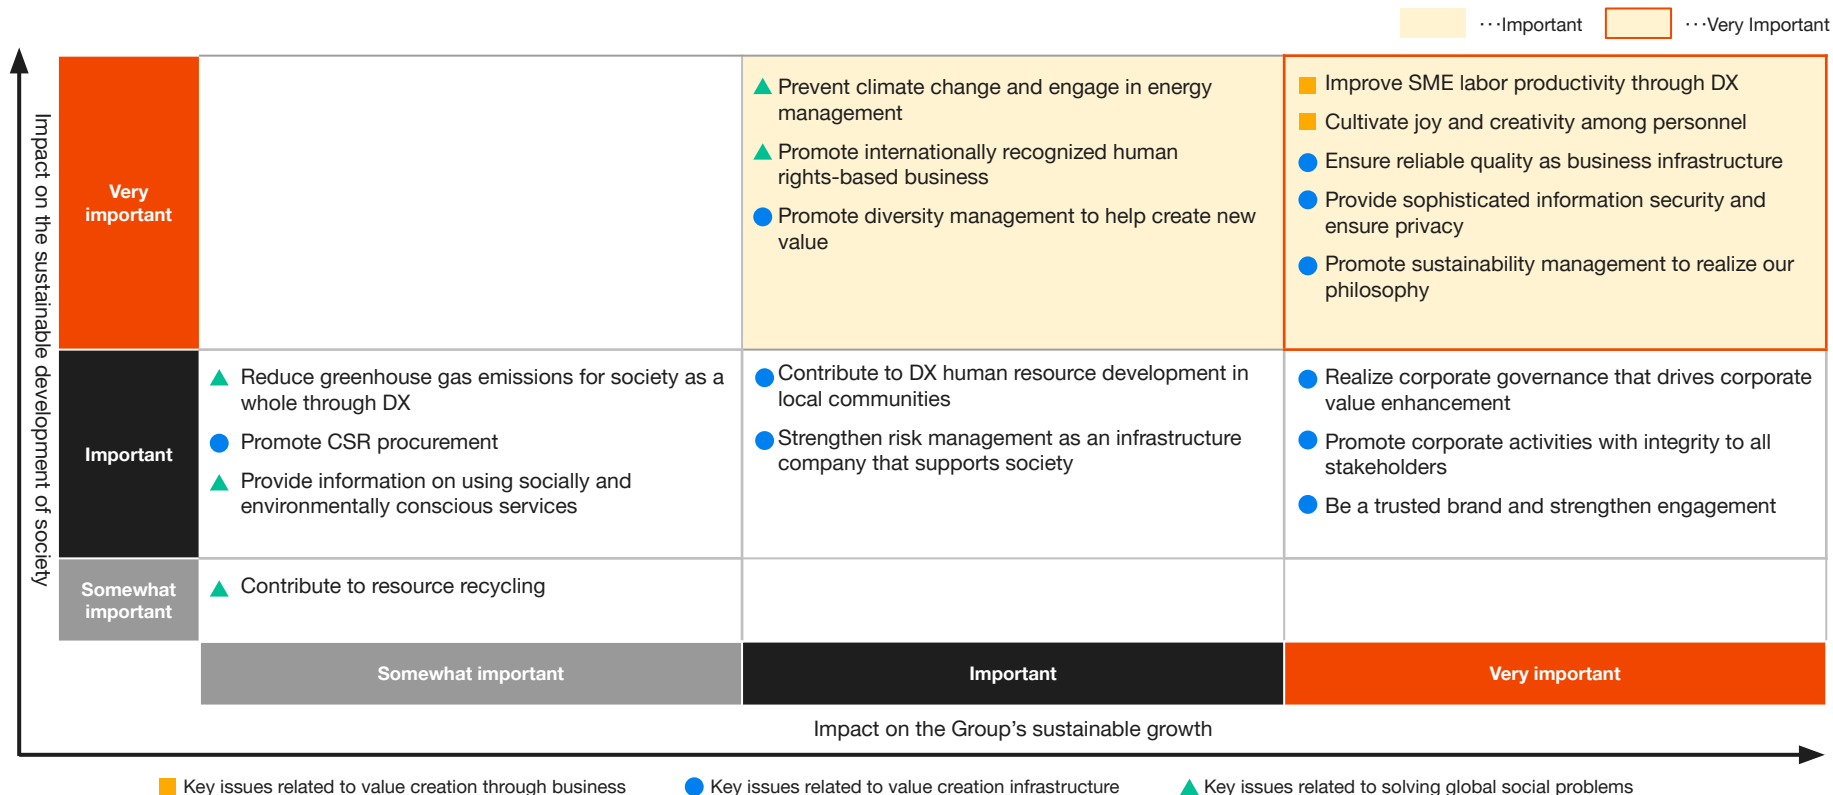 ···Important
···Very Important
Impact on the sustainable development of society
Very
important
Prevent climate change and engage in energy
management
Promote internationally recognized human
rights-based business
Promote diversity management to help create new
value
Improve SME labor productivity through DX
Cultivate joy and creativity among personnel
Ensure reliable quality as business infrastructure
Provide sophisticated information security and
ensure privacy
Promote sustainability management to realize our
philosophy
Important
Reduce greenhouse gas emissions for society as a
whole through DX
Promote CSR procurement
Provide information on using socially and
environmentally conscious services
Contribute to DX human resource development in
local communities
Strengthen risk management as an infrastructure
company that supports society
Realize corporate governance that drives corporate
value enhancement
Promote corporate activities with integrity to all
stakeholders
Be a trusted brand and strengthen engagement
Somewhat
important
Contribute to resource recycling
Somewhat important
Important
Very important
Impact on the Group’s sustainable growth
Key issues related to value creation through business
Key issues related to value creation infrastructure
Key issues related to solving global social problems